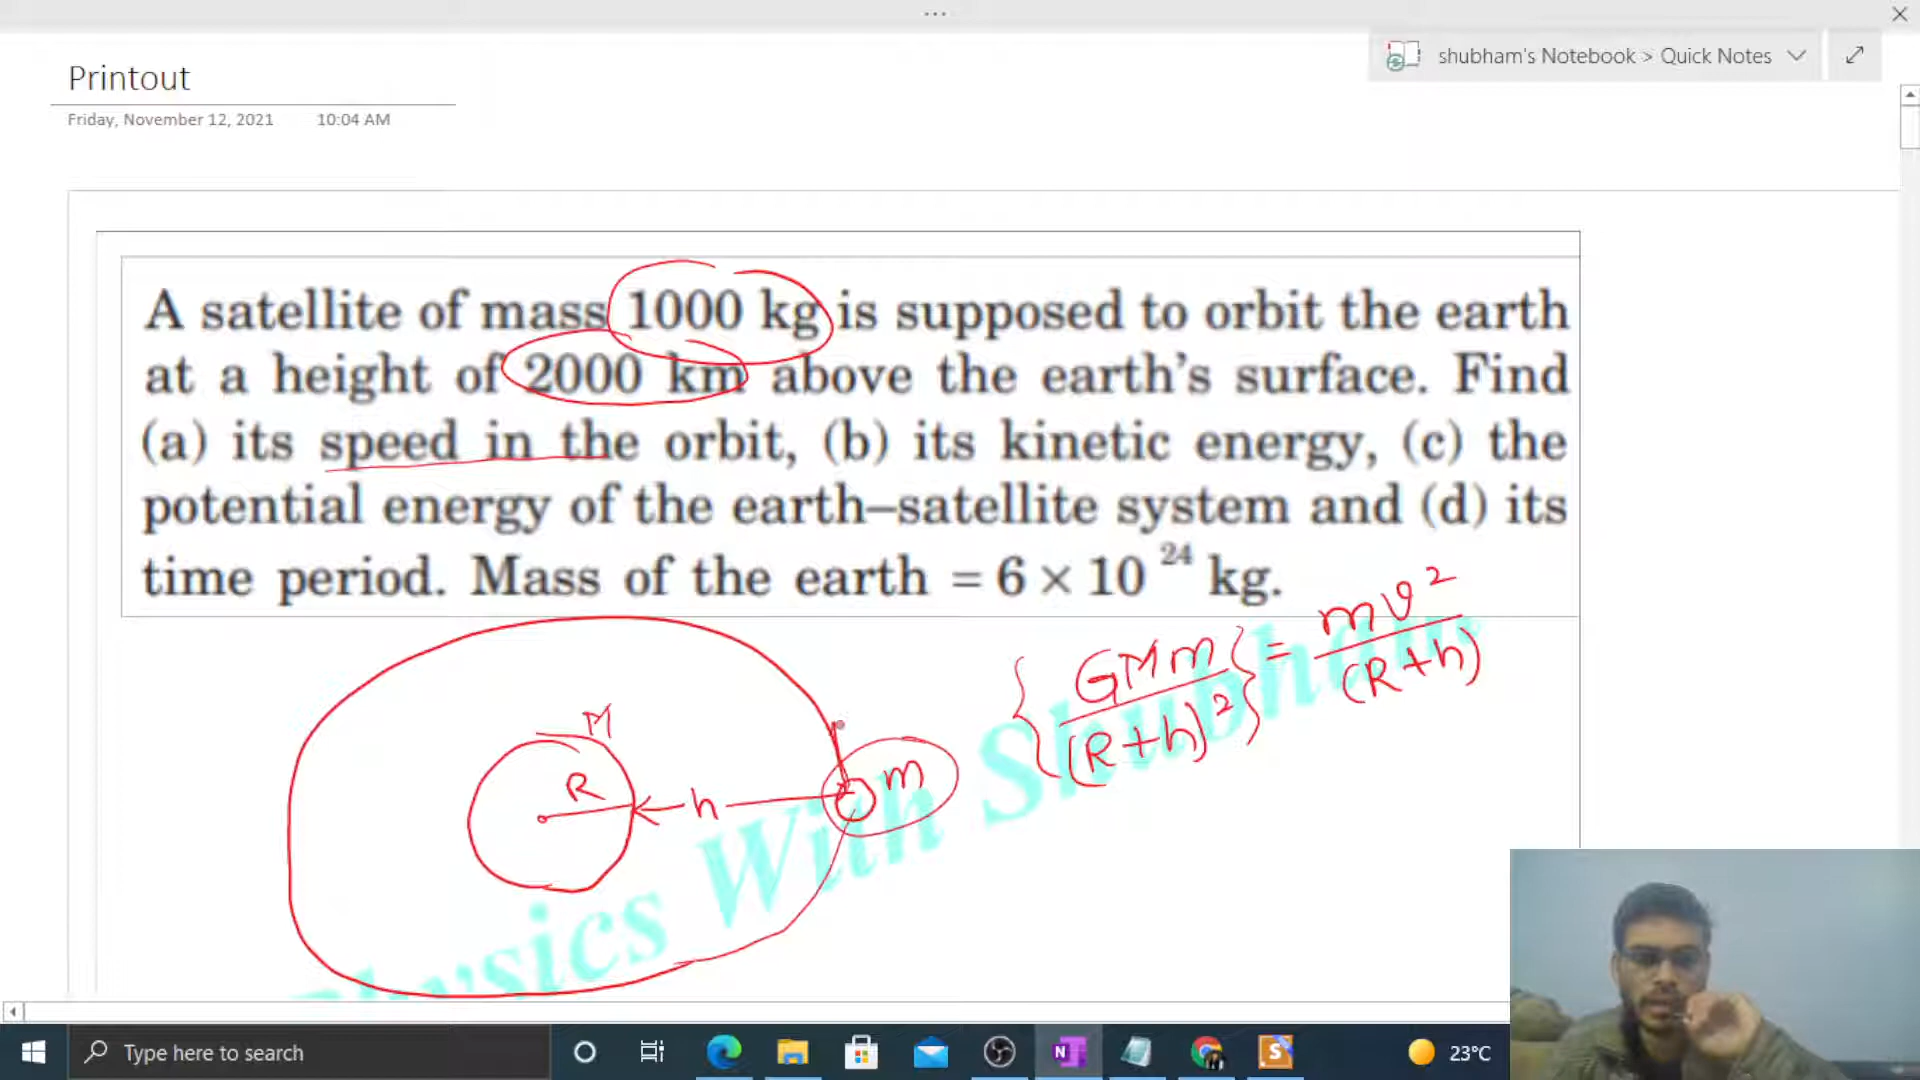 ...
shubham's Notebook > Quick Notes
Printout
Friday, November 12, 2021 10:04 AM
A satellite of mass 1000 kg is supposed to orbit the earth
at a height of 2000 km above the earth's surface. Find
(a) its speed in the orbit, (b) its kinetic energy, (c) the
potential energy of the earth–satellite system and (d) its
time period. Mass of the earth = 6 × 10²⁴ kg.
{GMm/(R+h)²} = mv²/(R+h)
M
R
h
m
Physics With Shubham
Type here to search
N
S
23°C